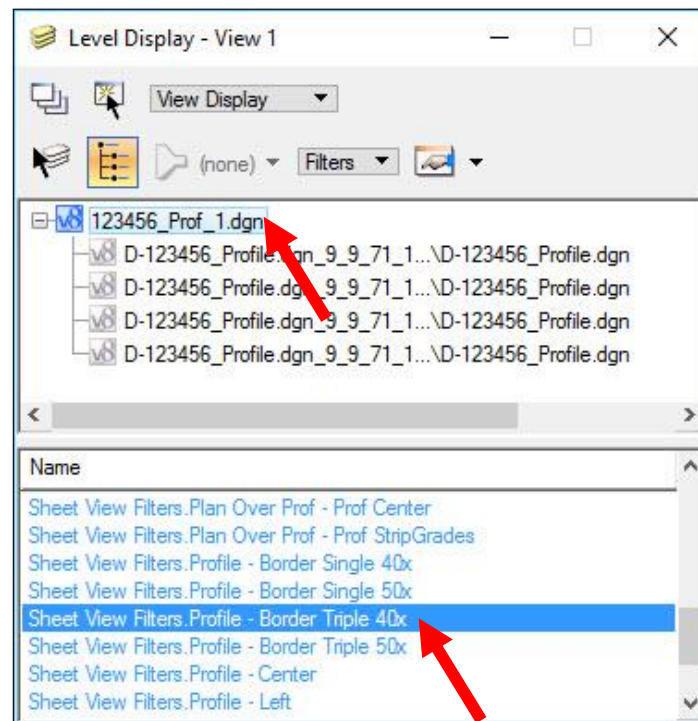 Level Display - View 1
View Display
(none) Filters
123456_Prof_1.dgn
D-123456_Profile.dgn_9_9_71_1...\D-123456_Profile.dgn
D-123456_Profile.dgn_9_9_71_1...\D-123456_Profile.dgn
D-123456_Profile.dgn_9_9_71_1...\D-123456_Profile.dgn
D-123456_Profile.dgn_9_9_71_1...\D-123456_Profile.dgn
Name
Sheet View Filters.Plan Over Prof - Prof Center
Sheet View Filters.Plan Over Prof - Prof StripGrades
Sheet View Filters.Profile - Border Single 40x
Sheet View Filters.Profile - Border Single 50x
Sheet View Filters.Profile - Border Triple 40x
Sheet View Filters.Profile - Border Triple 50x
Sheet View Filters.Profile - Center
Sheet View Filters.Profile - Left